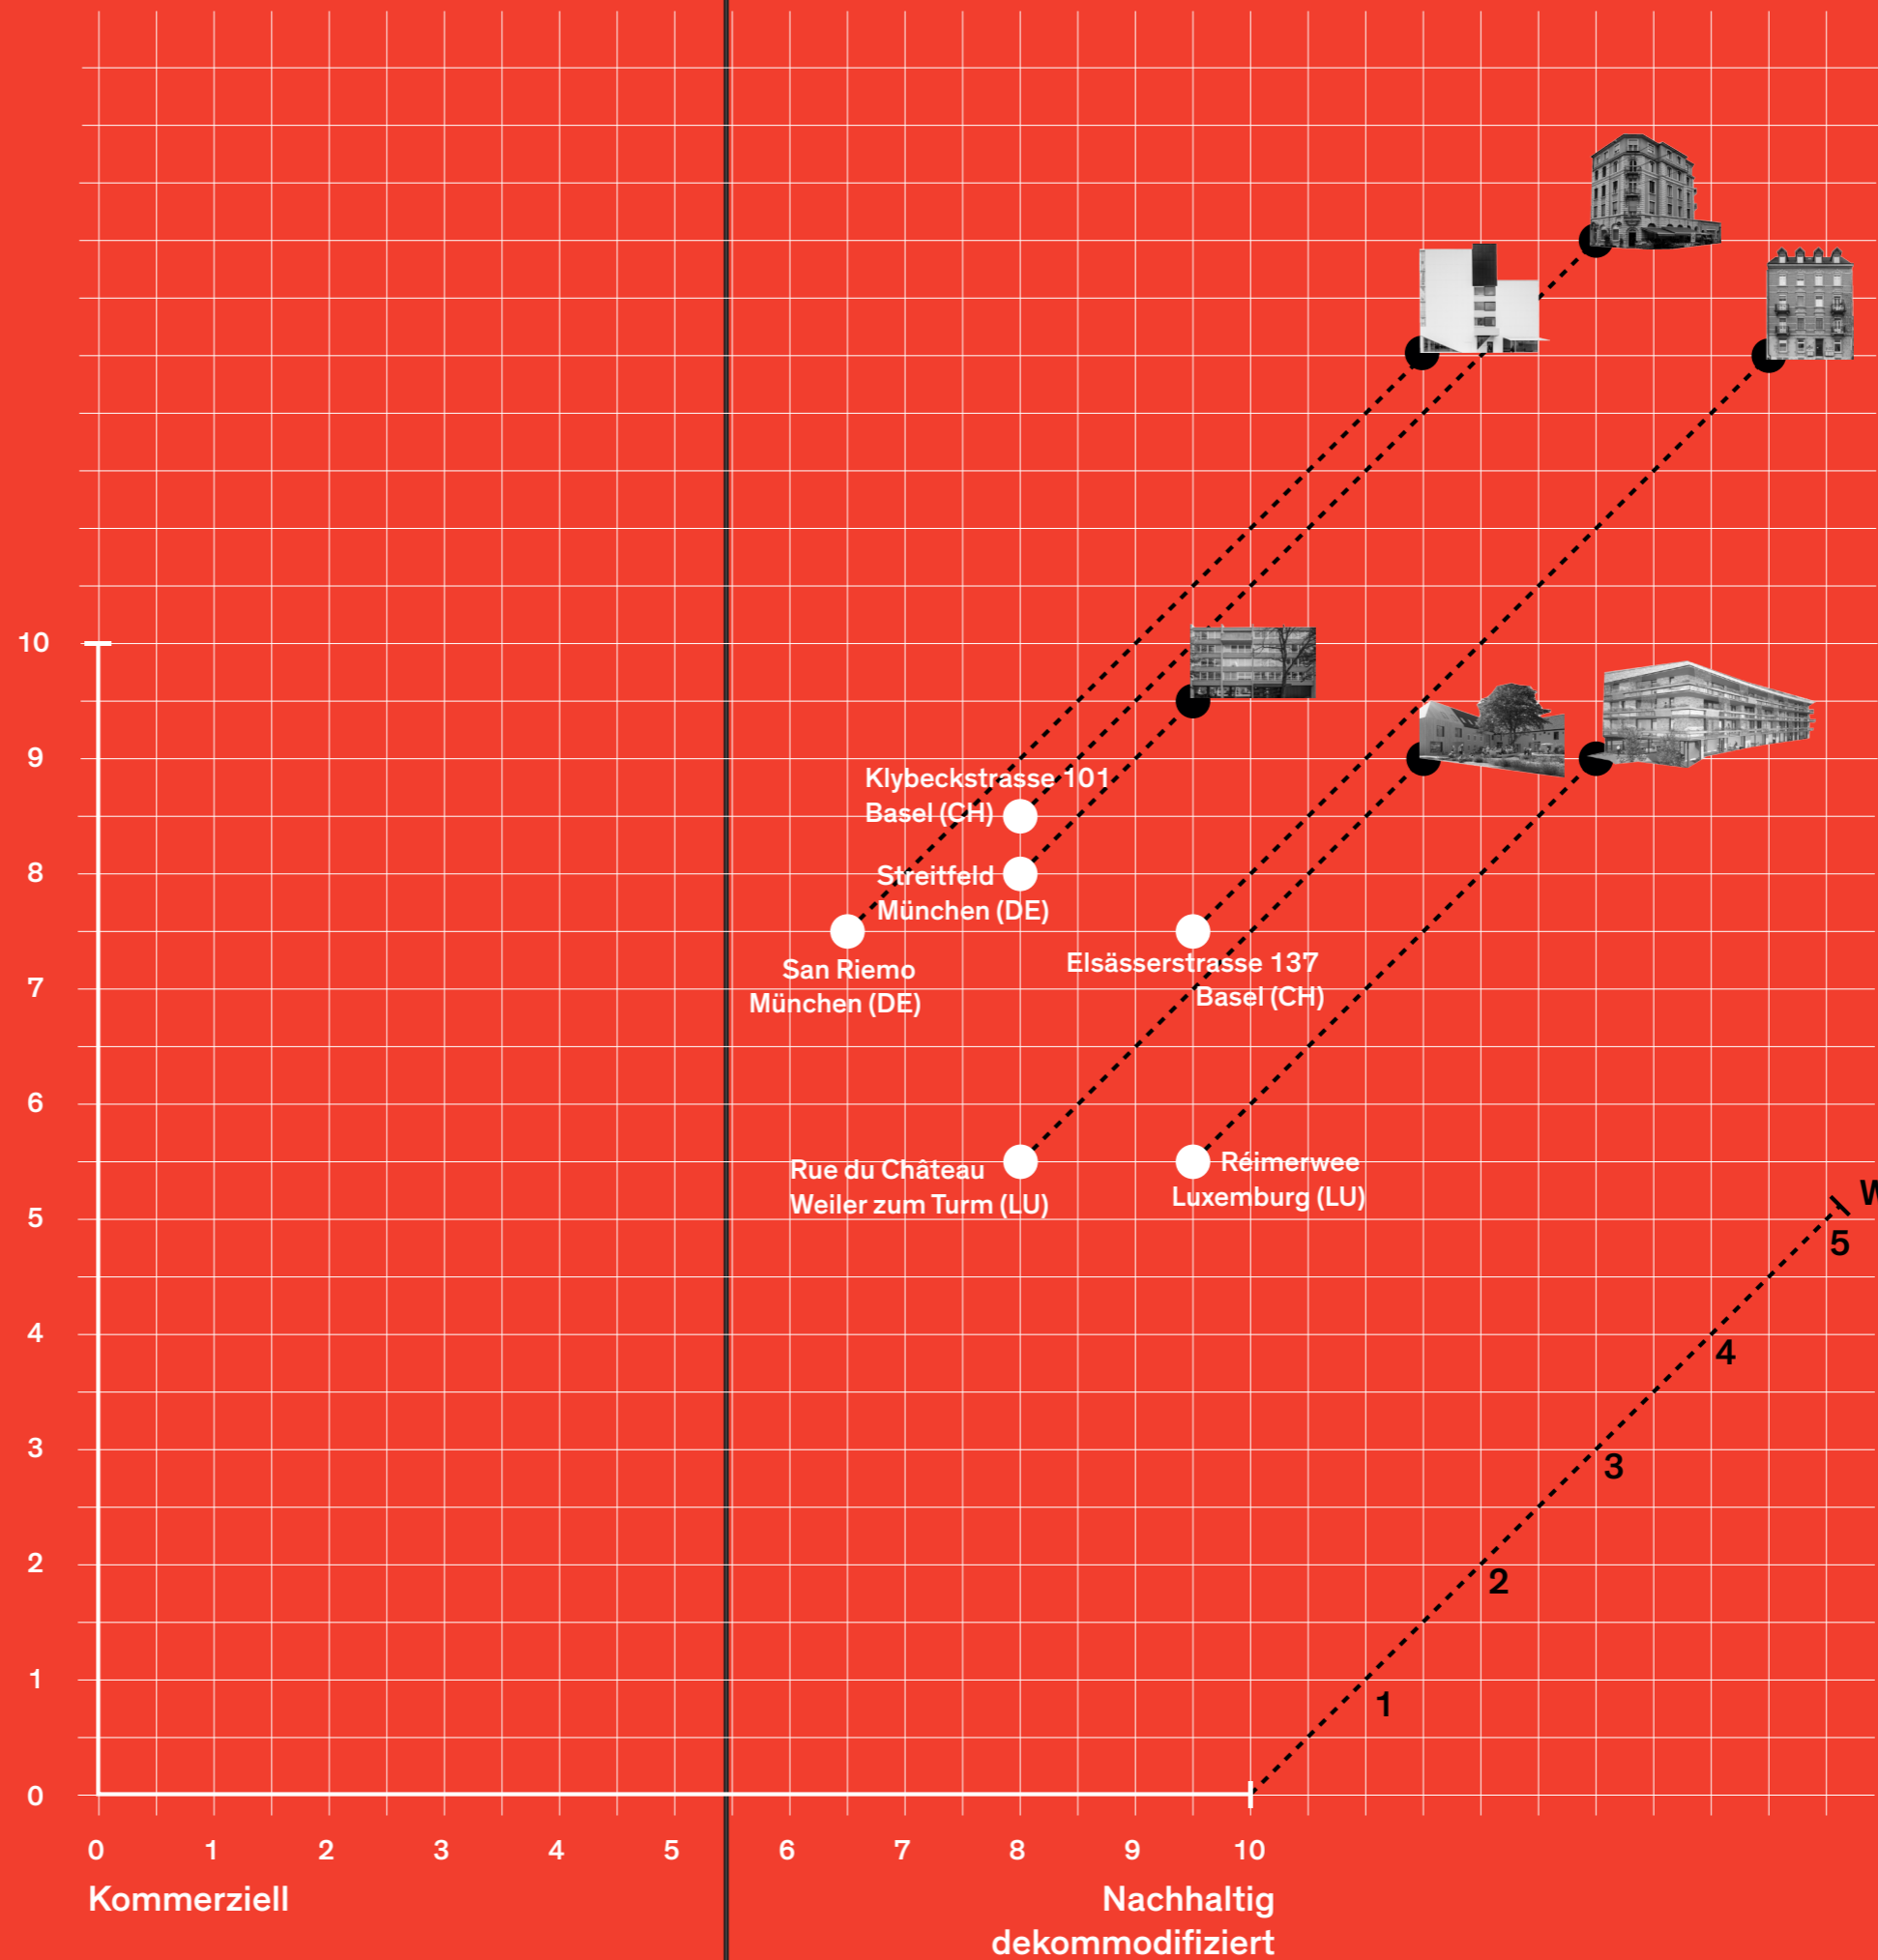 10
9
Klybeckstrasse 101
Basel (CH)
8
Streitfeld
München (DE)
Elsässerstrasse 137
Basel (CH)
San Riemo
München (DE)
7
6
Rue du Château
Weiler zum Turm (LU)
Réimerwee
Luxemburg (LU)
W
5
5
4
4
3
3
2
2
1
1
0
0 1 2 3 4 5 6 7 8 9 10
Kommerziell
Nachhaltig
dekommodifiziert